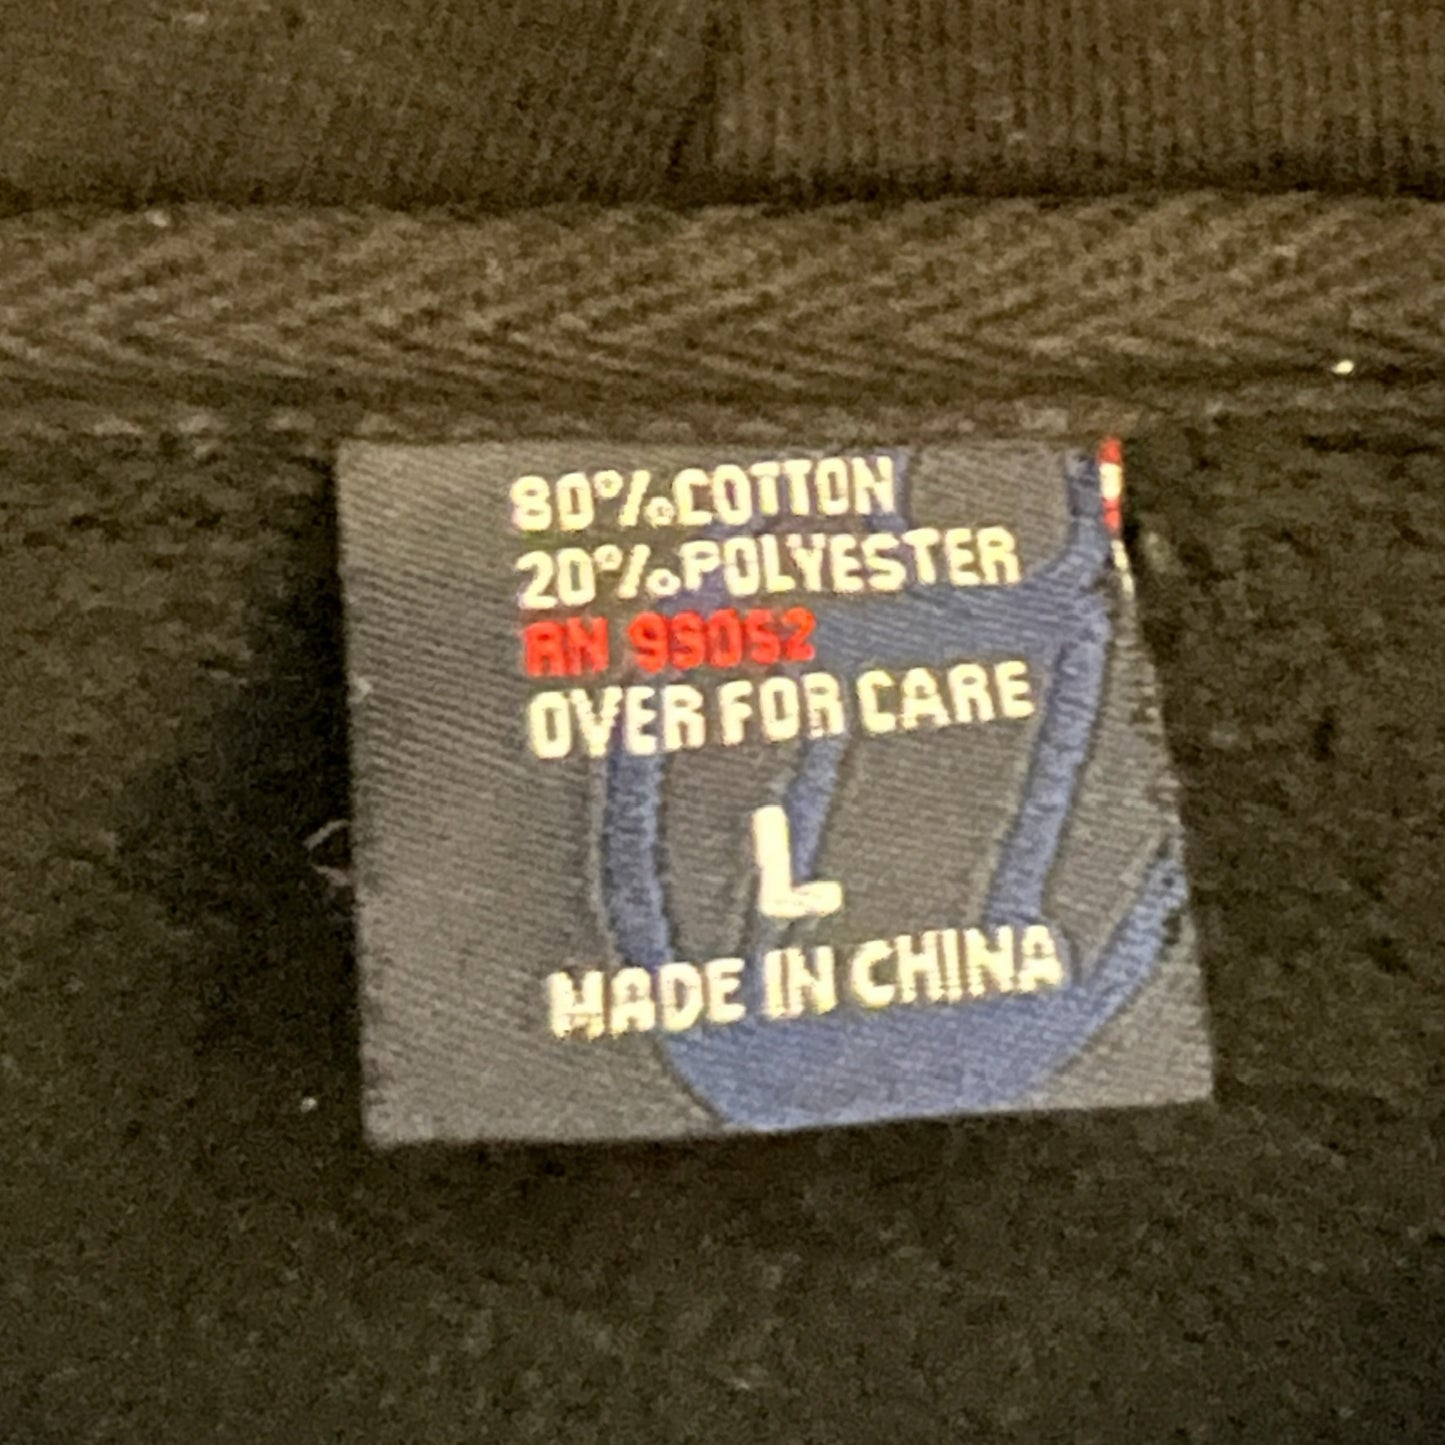 80%COTTON
20%POLYESTER
RN 99052
OVER FOR CARE
L
MADE IN CHINA